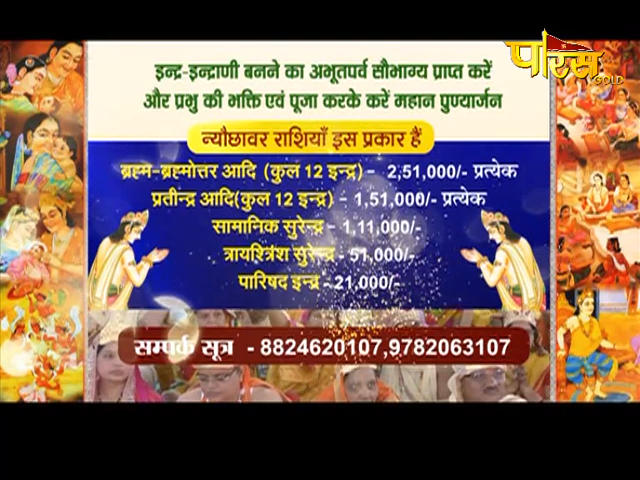 पारस
GOLD
इन्द्र-इन्द्राणी बनने का अभूतपर्व सौभाग्य प्राप्त करें
और प्रभु की भक्ति एवं पूजा करके करें महान पुण्यार्जन
न्यौछावर राशियाँ इस प्रकार हैं
ब्रह्म-ब्रह्मोत्तर आदि (कुल 12 इन्द्र) - 2,51,000/- प्रत्येक
प्रतीन्द्र आदि(कुल 12 इन्द्र) - 1,51,000/- प्रत्येक
सामानिक सुरेन्द्र - 1,11,000/-
त्रायश्त्रिंश सुरेन्द्र - 51,000/-
पारिषद इन्द्र - 21,000/-
सम्पर्क सूत्र - 8824620107,9782063107